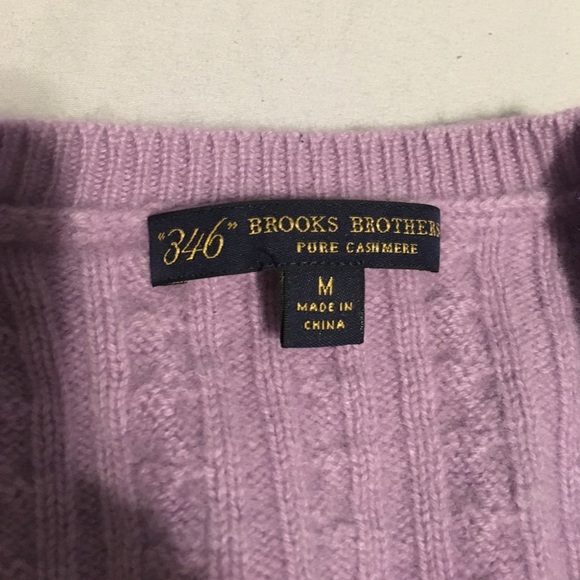 "346" BROOKS BROTHERS
PURE CASHMERE
M
MADE IN
CHINA